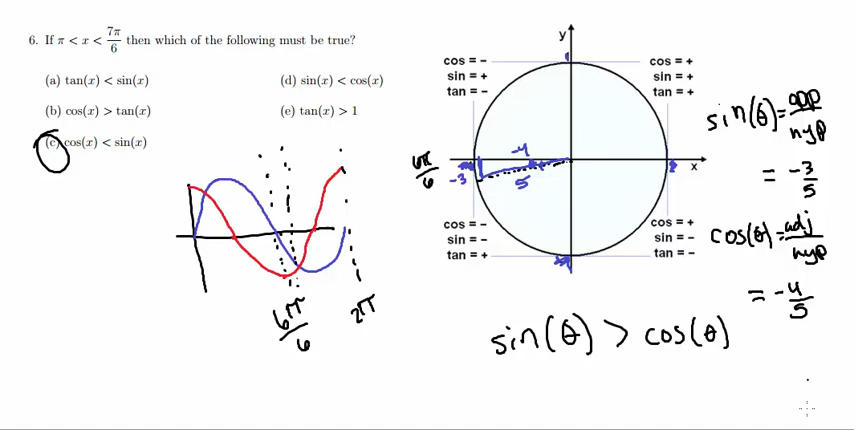 6. If π < x < 7π/6 then which of the following must be true?
(a) tan(x) < sin(x)
(d) sin(x) < cos(x)
(b) cos(x) > tan(x)
(e) tan(x) > 1
(c) cos(x) < sin(x)
6π/6
2π
y
x
cos = -
sin = +
tan = -
cos = +
sin = +
tan = +
cos = -
sin = -
tan = +
cos = +
sin = -
tan = -
6π/6
-3
-4
5
sin(θ)=opp/hyp
= -3/5
cos(θ)=adj/hyp
= -4/5
sin(θ) > cos(θ)